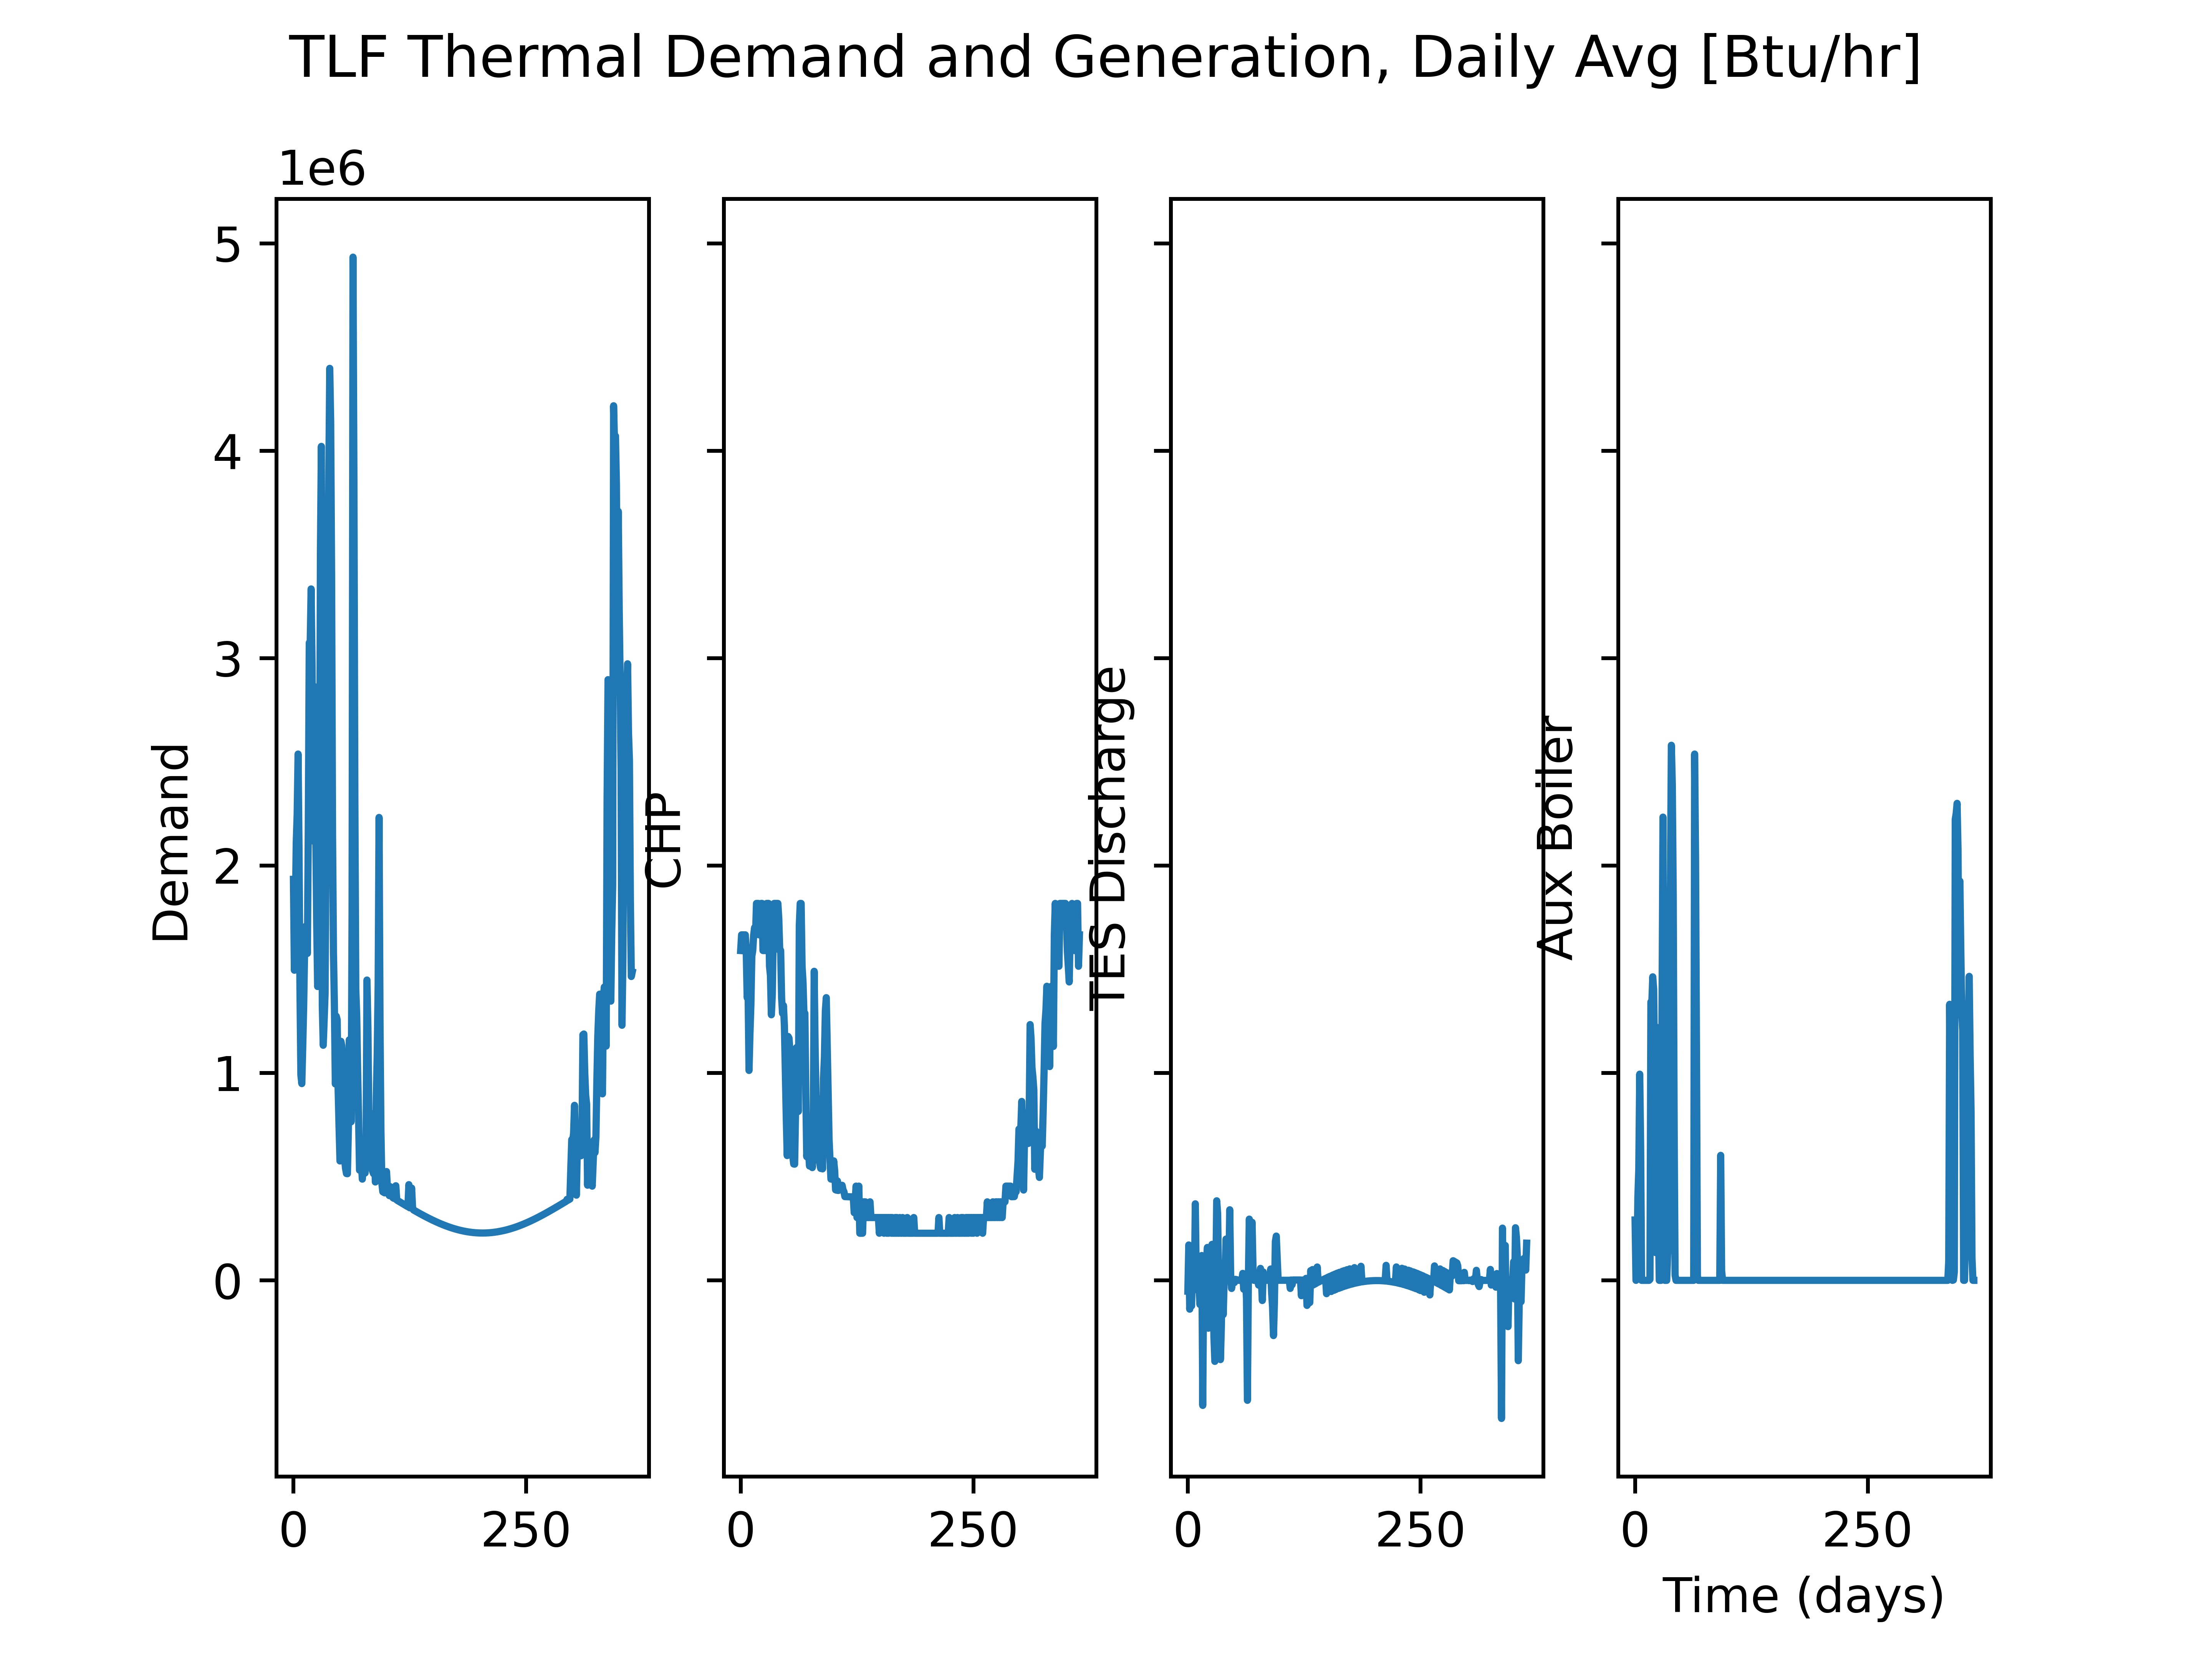 TLF Thermal Demand and Generation, Daily Avg [Btu/hr]
1e6
5
4
3
2
1
0
Demand
CHP
TES Discharge
Aux Boiler
0 250
0 250
0 250
0 250
Time (days)